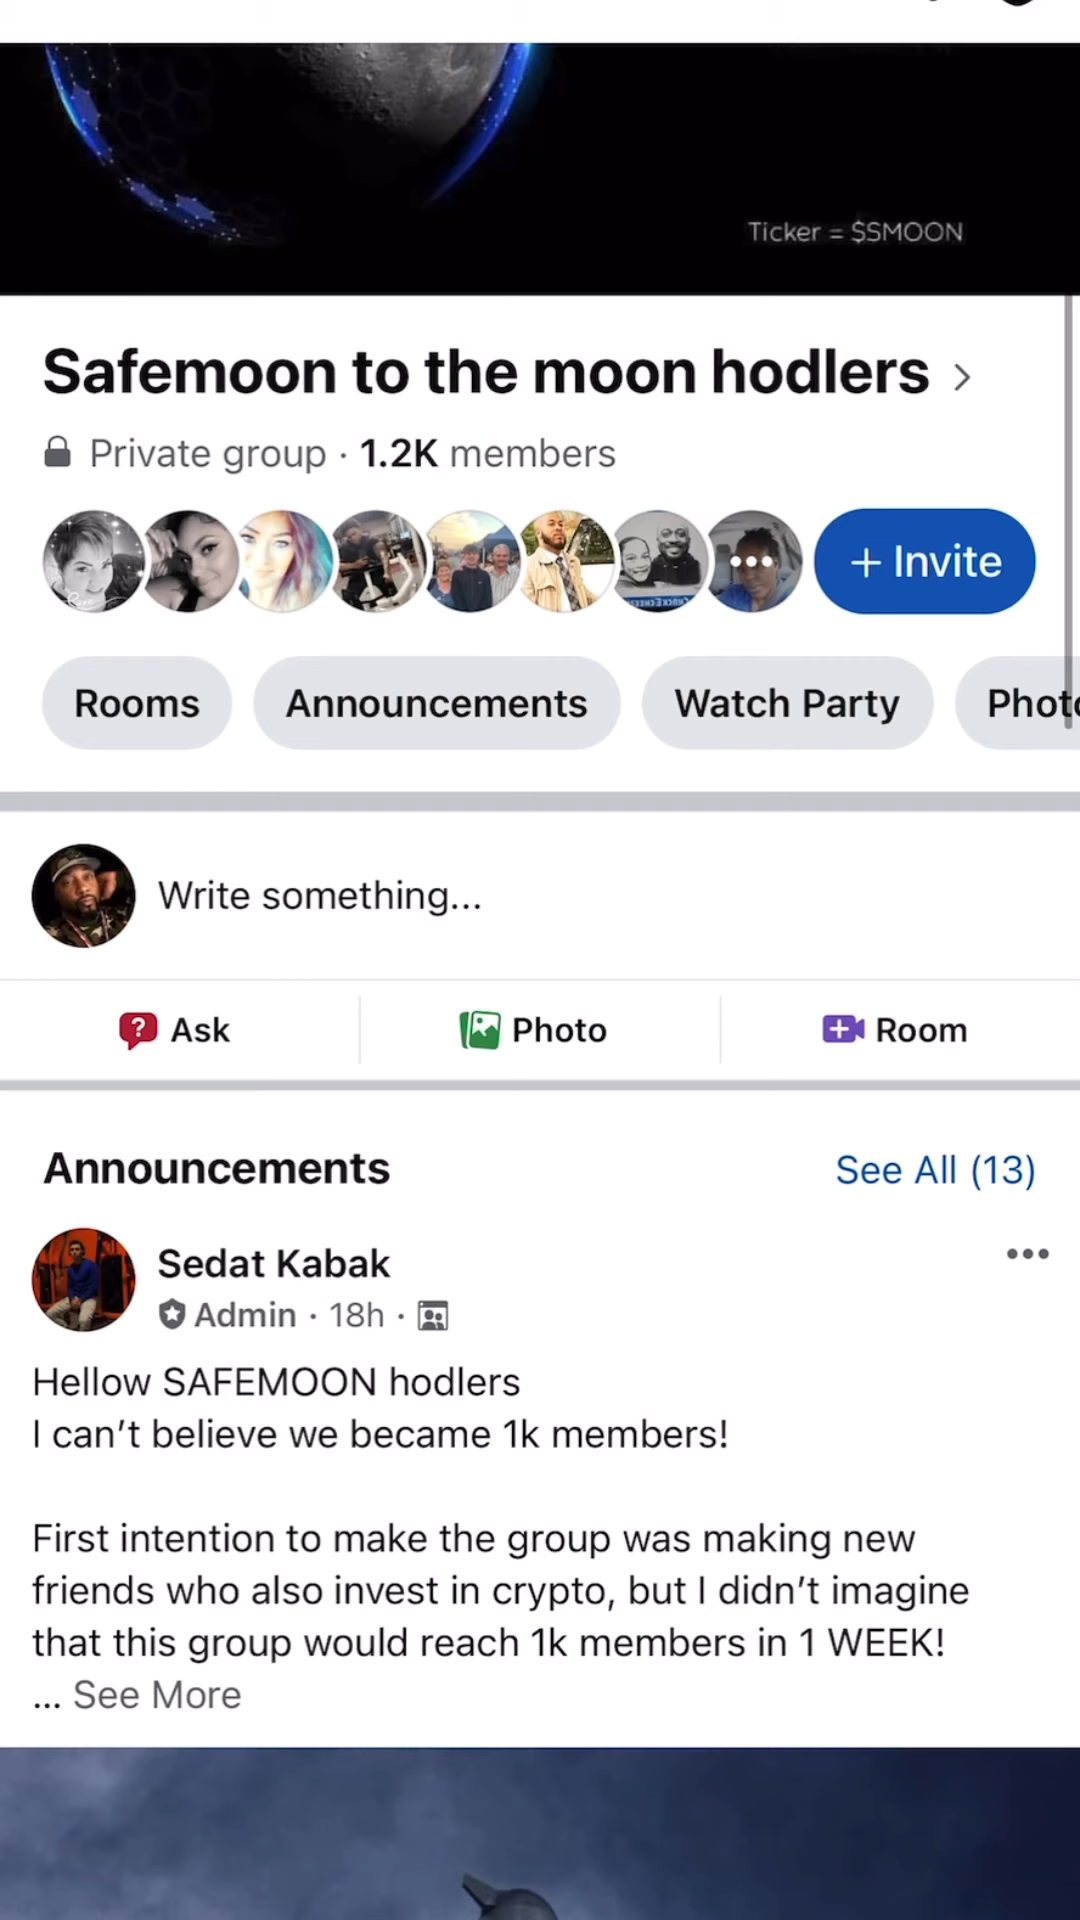 Ticker = $SMOON
Safemoon to the moon hodlers
Private group · 1.2K members
+ Invite
Rooms
Announcements
Watch Party
Phot
Write something...
Ask
Photo
Room
Announcements
See All (13)
Sedat Kabak
Admin · 18h ·
Hellow SAFEMOON hodlers
I can't believe we became 1k members!
First intention to make the group was making new
friends who also invest in crypto, but I didn't imagine
that this group would reach 1k members in 1 WEEK!
... See More